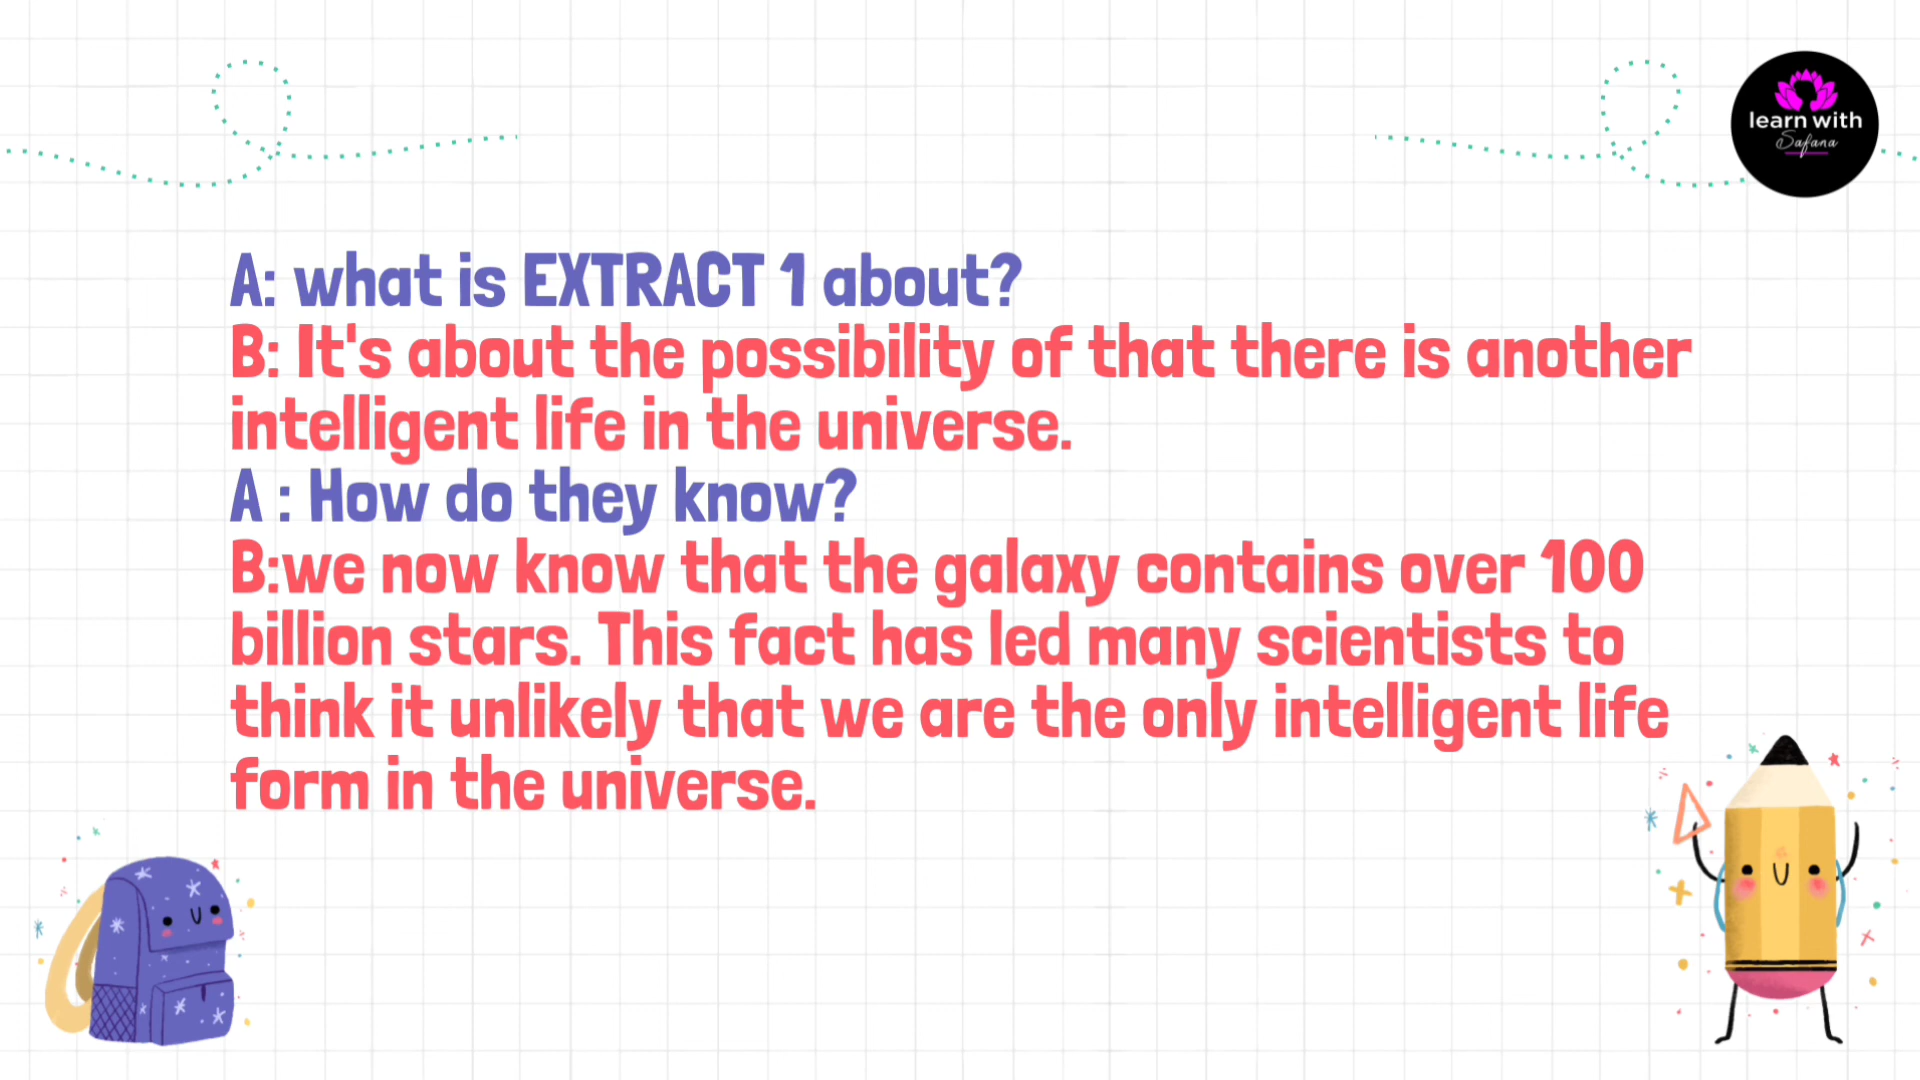 learn with
Safana
A: what is EXTRACT 1 about?
B: It's about the possibility of that there is another
intelligent life in the universe.
A : How do they know?
B:we now know that the galaxy contains over 100
billion stars. This fact has led many scientists to
think it unlikely that we are the only intelligent life
form in the universe.